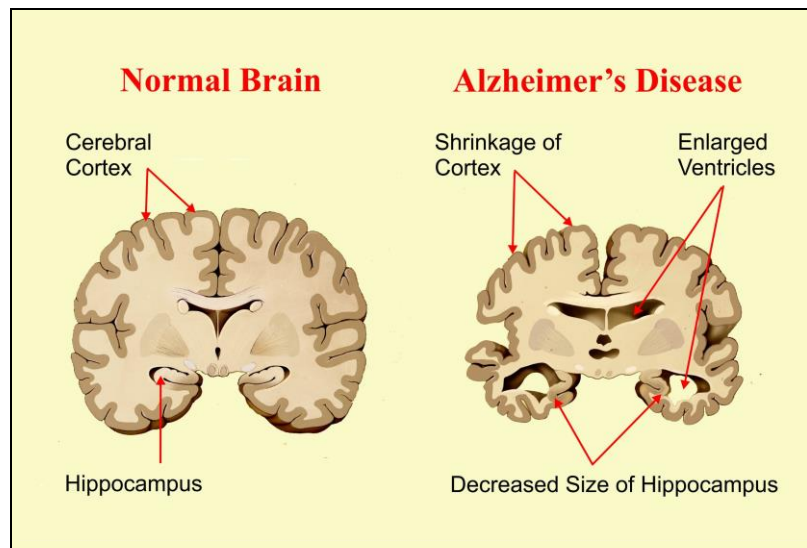 Normal Brain
Cerebral
Cortex
Hippocampus
Alzheimer’s Disease
Shrinkage of
Cortex
Enlarged
Ventricles
Decreased Size of Hippocampus